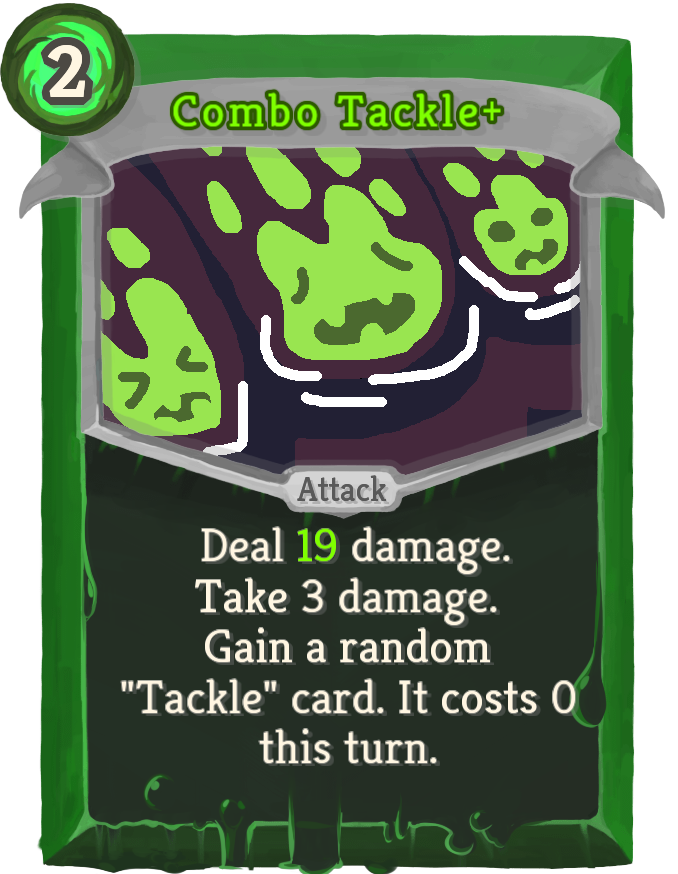 2
Combo Tackle+
Attack
Deal 19 damage.
Take 3 damage.
Gain a random
"Tackle" card. It costs 0
this turn.